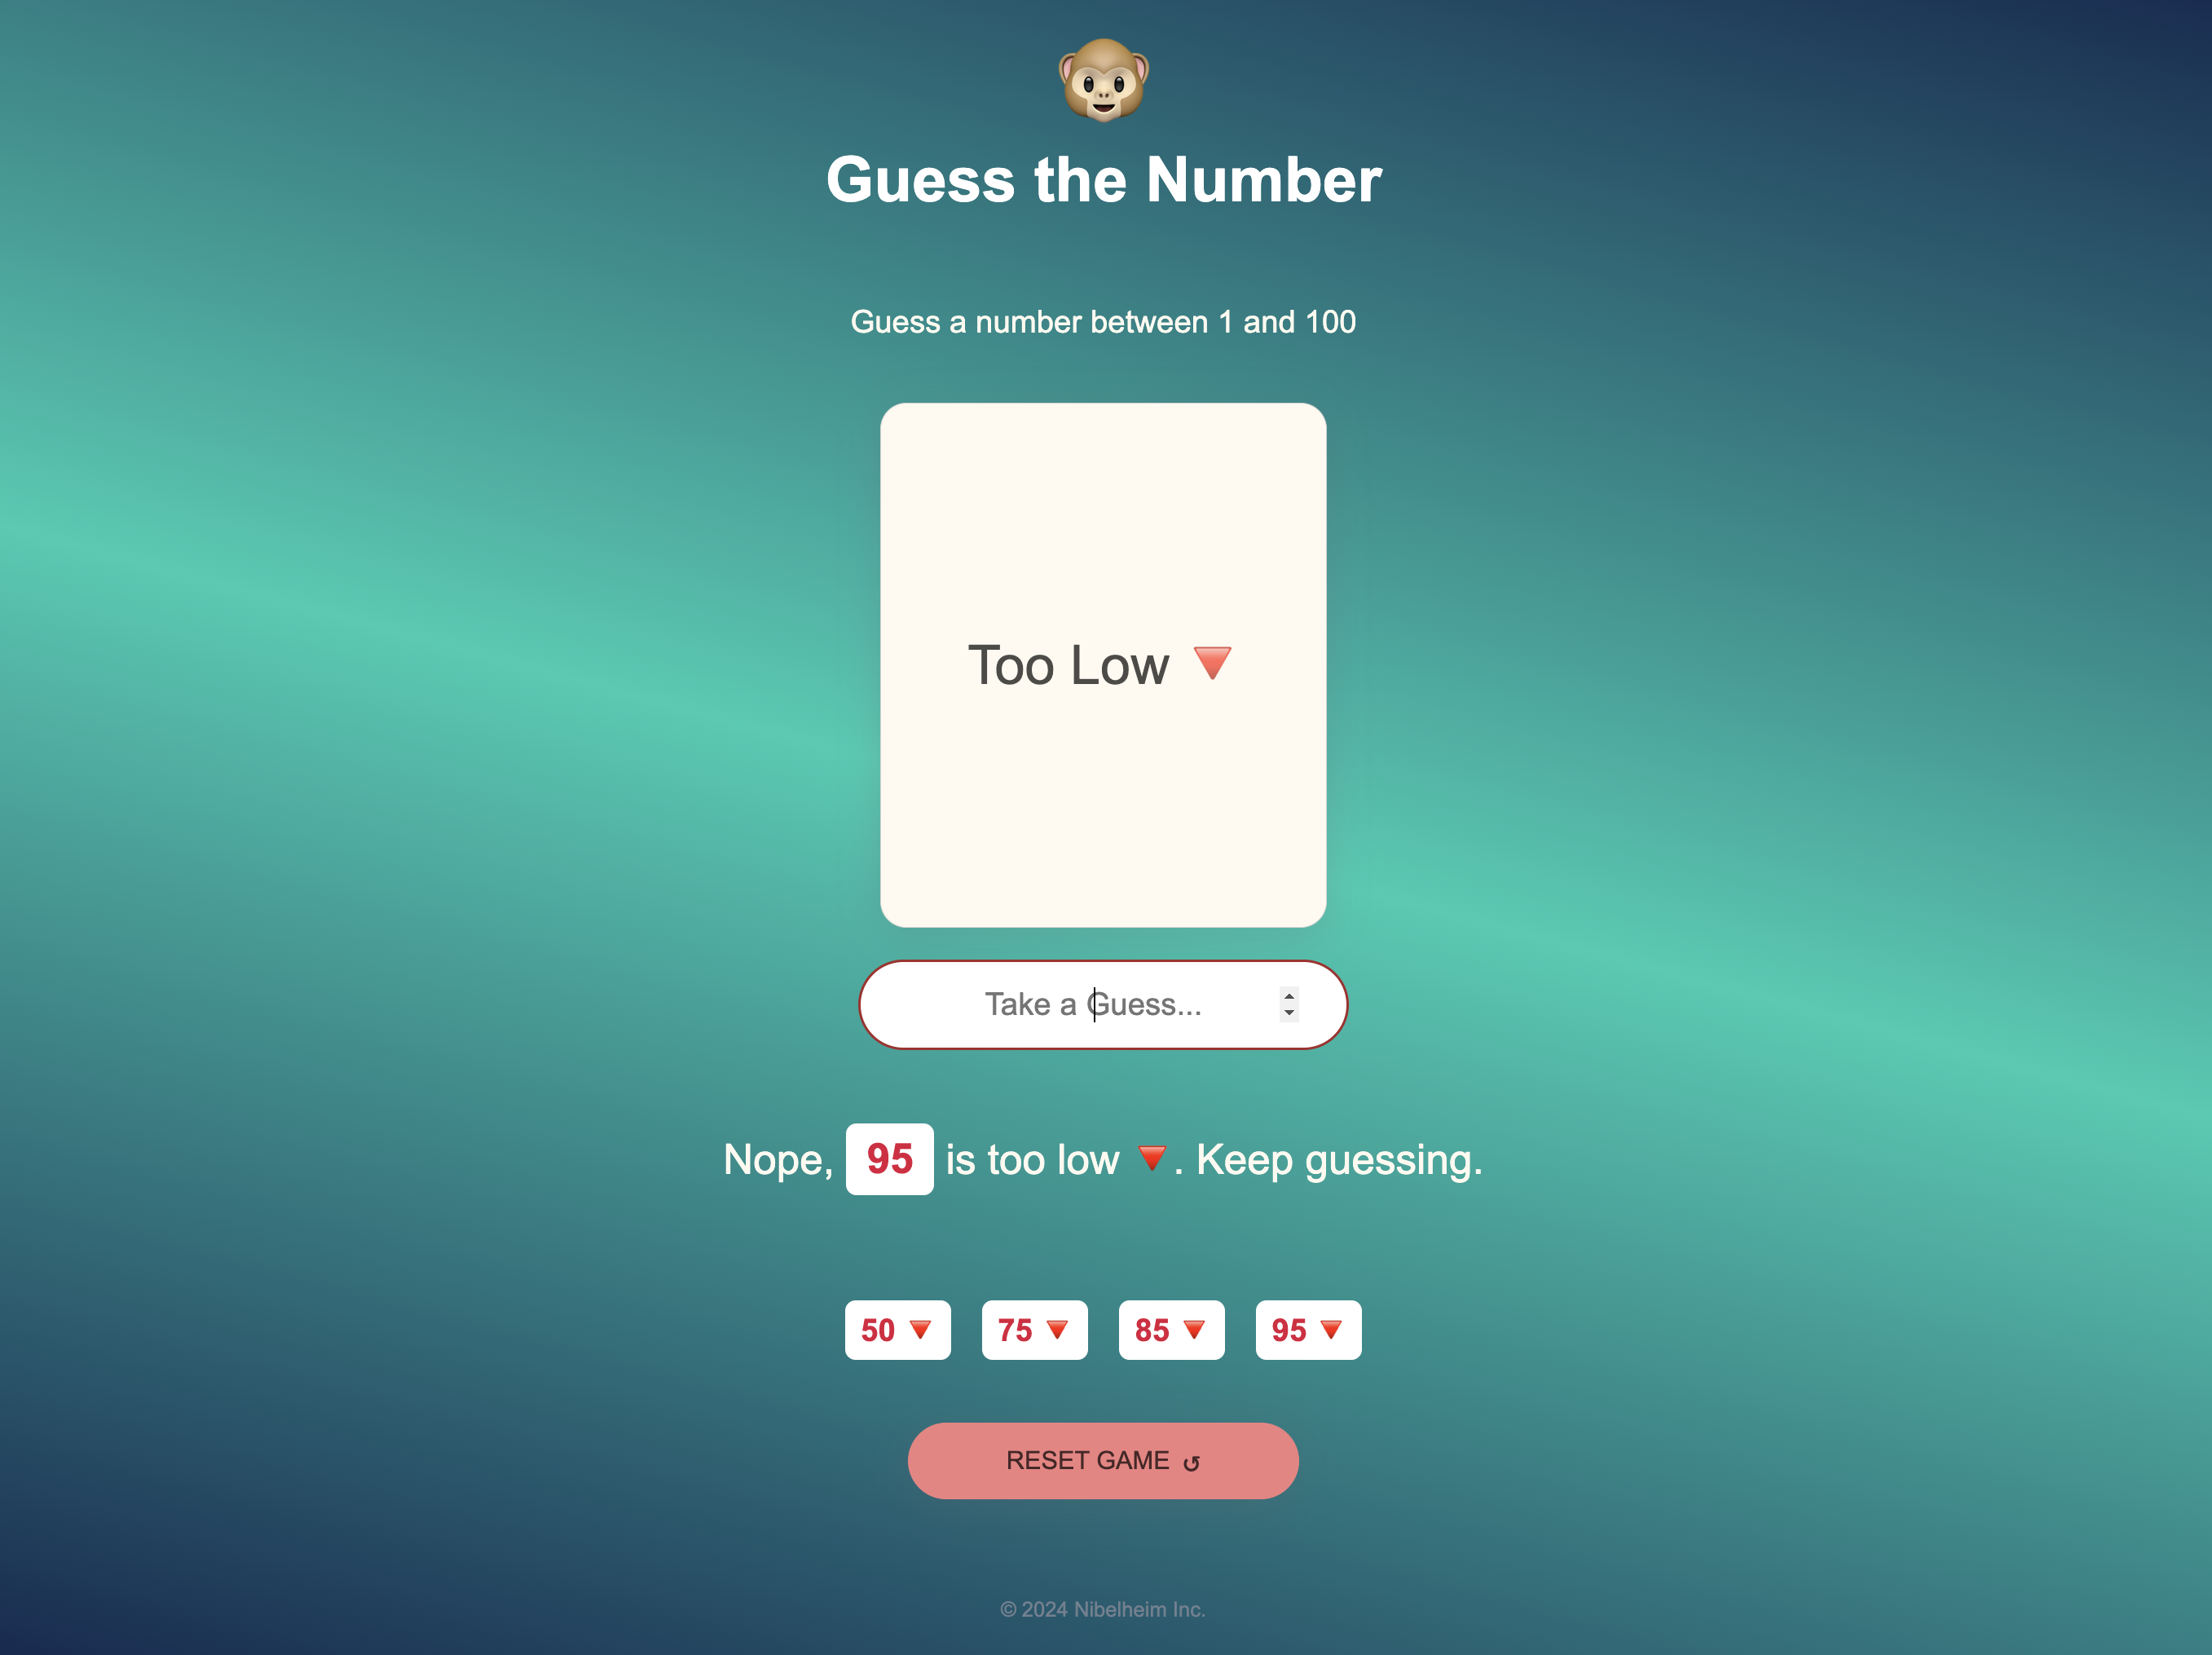 Guess the Number
Guess a number between 1 and 100
Too Low 🔻
Take a Guess...
Nope, 95 is too low 🔻. Keep guessing.
50 🔻 75 🔻 85 🔻 95 🔻
RESET GAME ↺
© 2024 Nibelheim Inc.